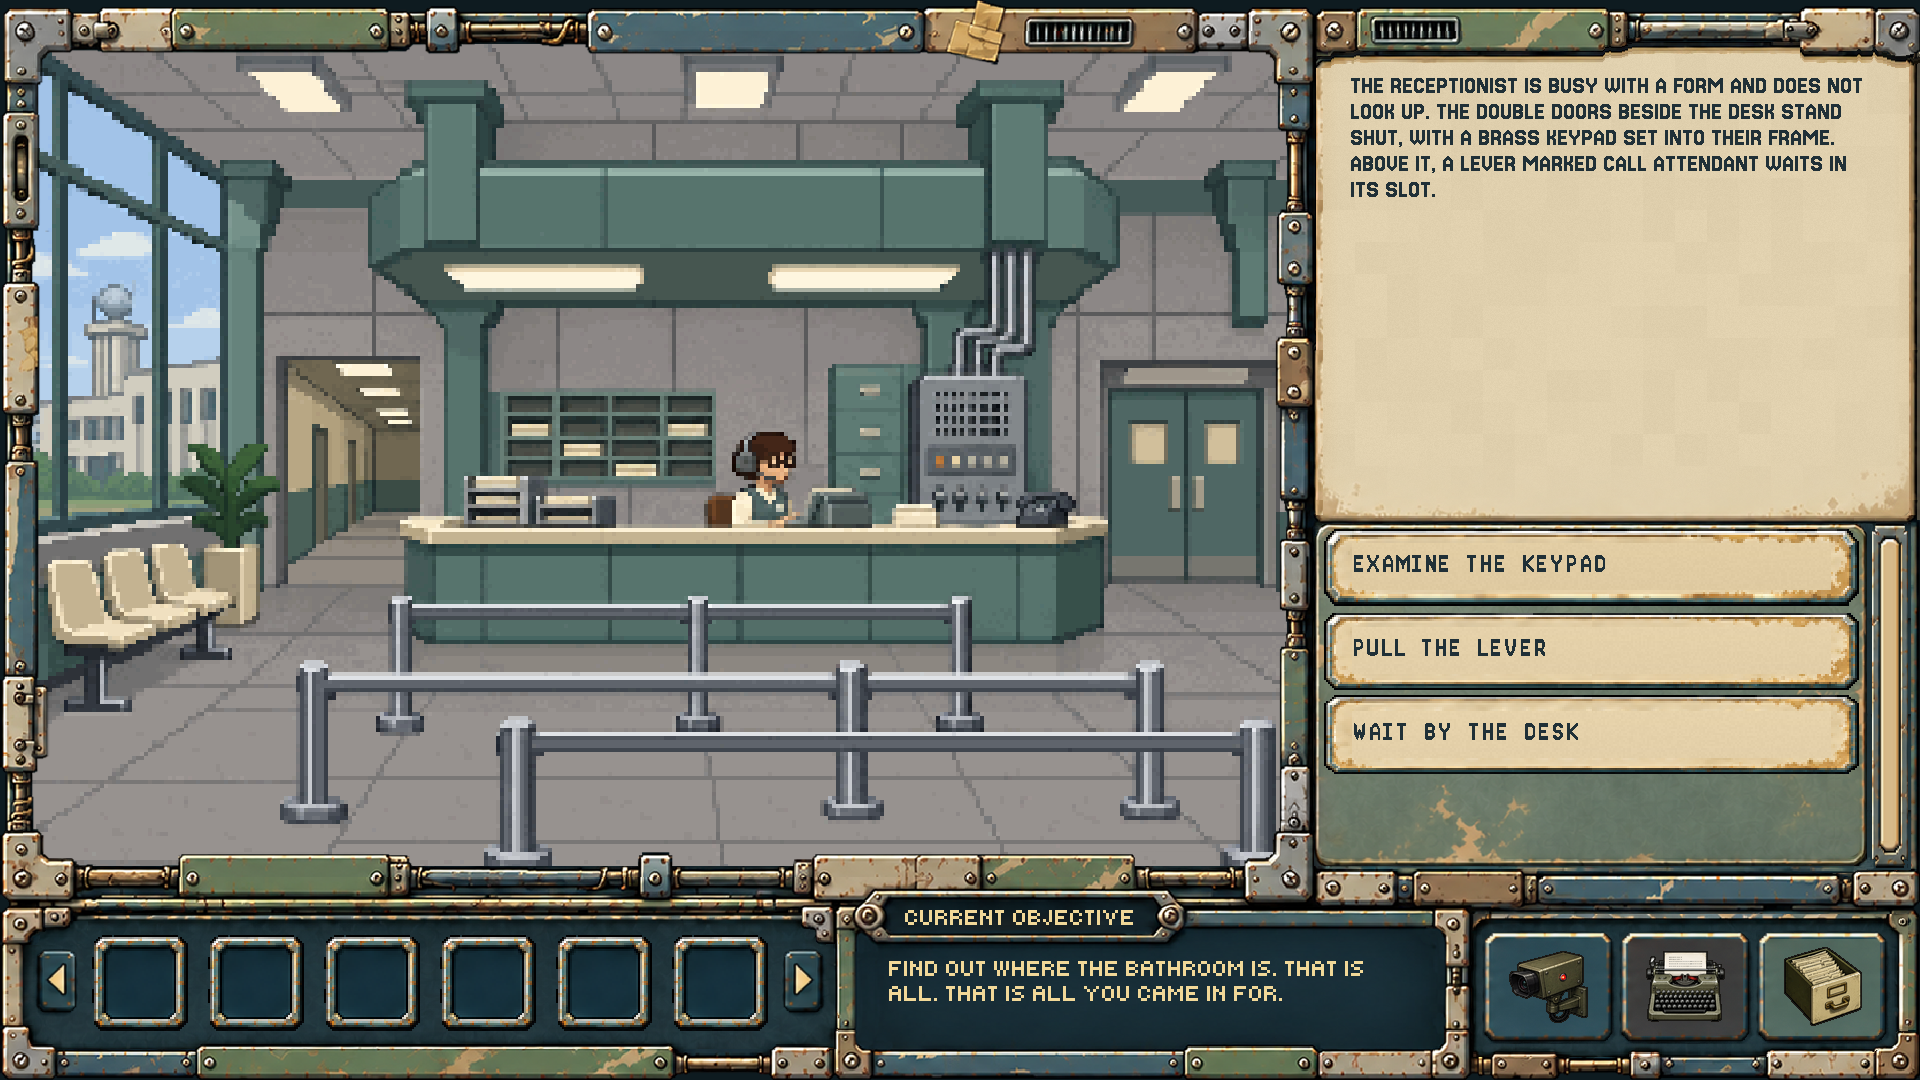 THE RECEPTIONIST IS BUSY WITH A FORM AND DOES NOT
LOOK UP. THE DOUBLE DOORS BESIDE THE DESK STAND
SHUT, WITH A BRASS KEYPAD SET INTO THEIR FRAME.
ABOVE IT, A LEVER MARKED CALL ATTENDANT WAITS IN
ITS SLOT.
EXAMINE THE KEYPAD
PULL THE LEVER
WAIT BY THE DESK
CURRENT OBJECTIVE
FIND OUT WHERE THE BATHROOM IS. THAT IS
ALL. THAT IS ALL YOU CAME IN FOR.